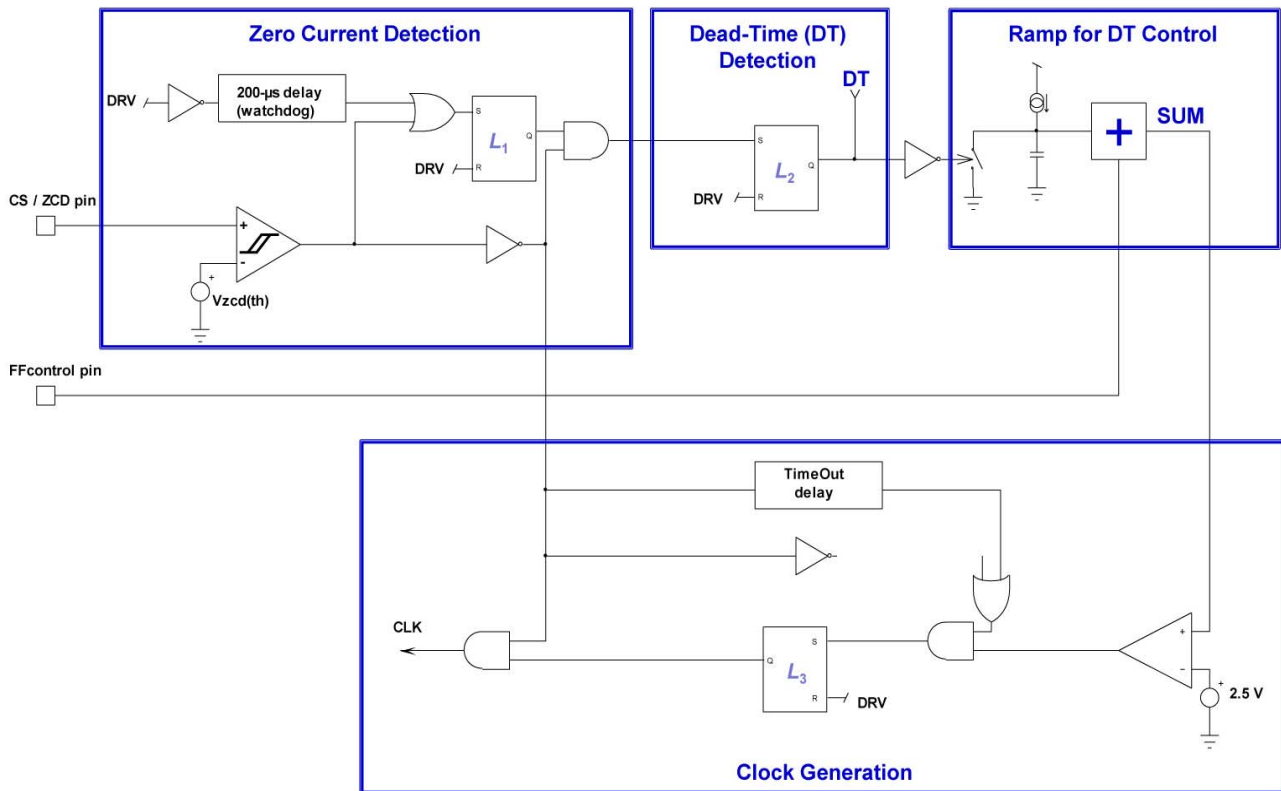 Zero Current Detection
DRV
200-µs delay
(watchdog)
S
L1
Q
R
DRV
CS / ZCD pin
+
-
+
Vzcd(th)
Dead-Time (DT)
Detection
DT
S
L2
Q
R
DRV
Ramp for DT Control
+
SUM
FFcontrol pin
TimeOut
delay
CLK
S
Q
L3
R
DRV
+
−
+
2.5 V
Clock Generation